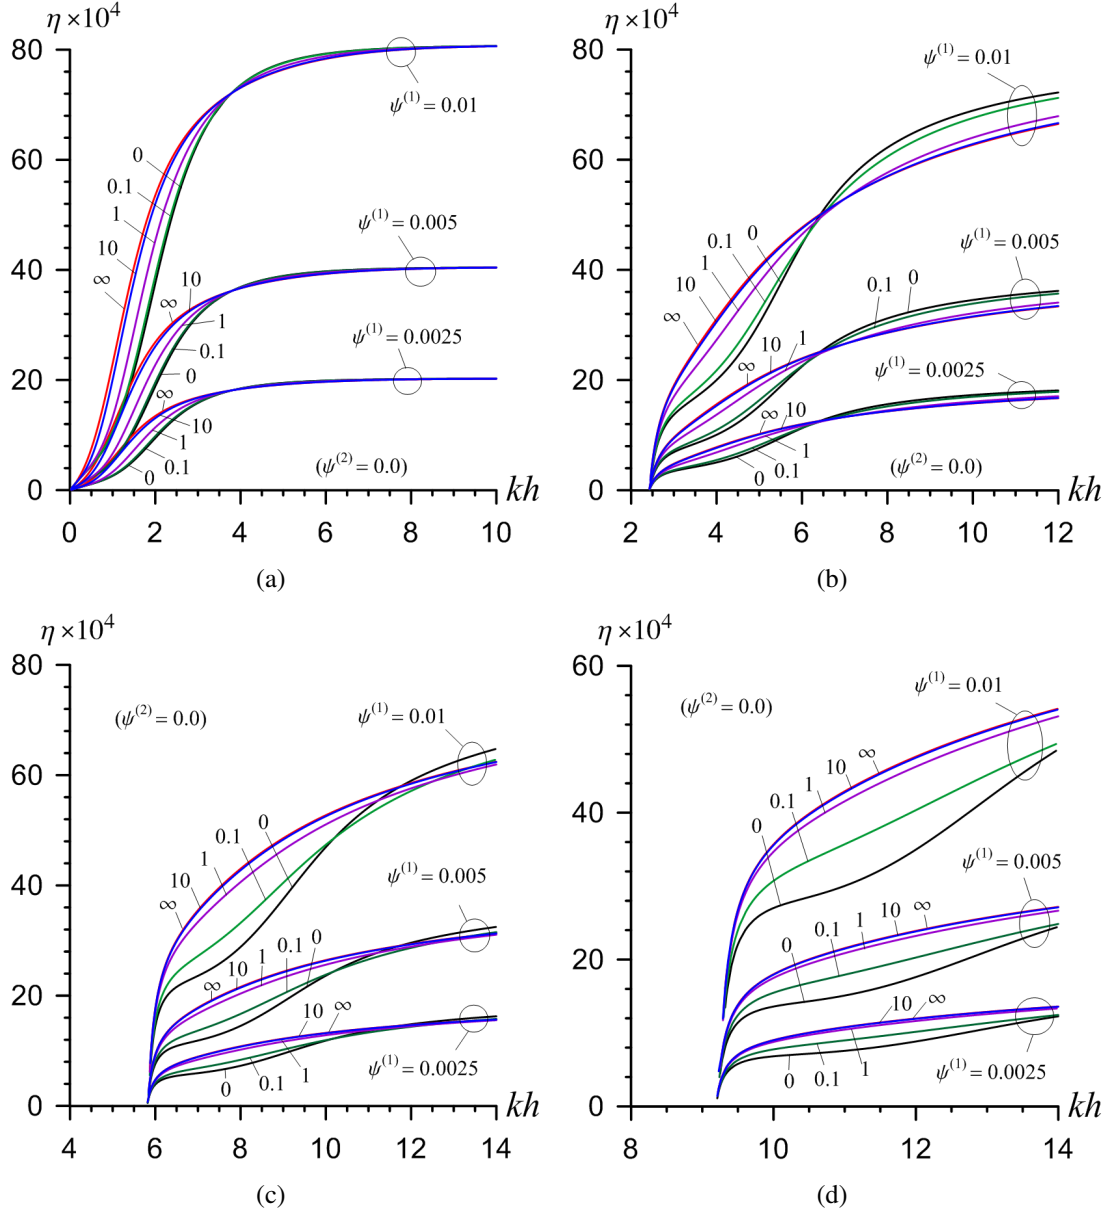 η ×10⁴
80
60
40
20
0
0 2 4 6 8 10
kh
ψ⁽¹⁾ = 0.01
0
0.1
1
10
∞
ψ⁽¹⁾ = 0.005
∞ 10
1
0.1
0
ψ⁽¹⁾ = 0.0025
10
1
0.1
0
∞
(ψ⁽²⁾ = 0.0)
(a)
η ×10⁴
80
60
40
20
0
2 4 6 8 10 12
kh
ψ⁽¹⁾ = 0.01
0
0.1
1
10
∞
ψ⁽¹⁾ = 0.005
0.1 0
∞ 10 1
ψ⁽¹⁾ = 0.0025
∞ 10
1
0.1
0
(ψ⁽²⁾ = 0.0)
(b)
η ×10⁴
80
60
40
20
0
4 6 8 10 12 14
kh
(ψ⁽²⁾ = 0.0)
ψ⁽¹⁾ = 0.01
0
0.1
1
10
∞
ψ⁽¹⁾ = 0.005
∞ 10 1 0.1 0
10 ∞
ψ⁽¹⁾ = 0.0025
0 0.1 1
(c)
η ×10⁴
60
40
20
0
8 10 12 14
kh
(ψ⁽²⁾ = 0.0)
ψ⁽¹⁾ = 0.01
0 0.1 1 10 ∞
ψ⁽¹⁾ = 0.005
0 0.1 1 10 ∞
10 ∞
ψ⁽¹⁾ = 0.0025
0 0.1 1
(d)